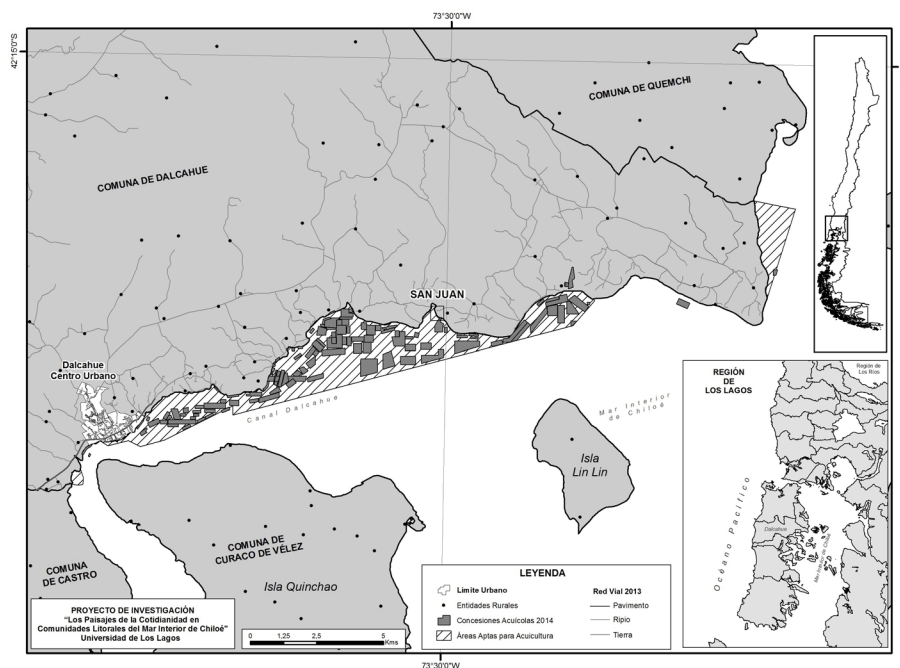 73°30'0"W
42°15'0"S
COMUNA DE QUEMCHI
COMUNA DE DALCAHUE
SAN JUAN
Dalcahue
Centro Urbano
Canal Dalcahue
Mar Interior
de Chiloé
Isla
Lin Lin
COMUNA DE
CURACO DE VÉLEZ
Isla Quinchao
COMUNA
DE CASTRO
REGIÓN
DE
LOS LAGOS
Región de
Los Ríos
Océano Pacífico
Dalcahue
Mar Interior de Chiloé
PROYECTO DE INVESTIGACIÓN
"Los Paisajes de la Cotidianidad en
Comunidades Litorales del Mar Interior de Chiloé"
Universidad de Los Lagos
0 1,25 2,5 5
Kms
LEYENDA
Límite Urbano
Entidades Rurales
Concesiones Acuícolas 2014
Áreas Aptas para Acuicultura
Red Vial 2013
Pavimento
Ripio
Tierra
73°30'0"W